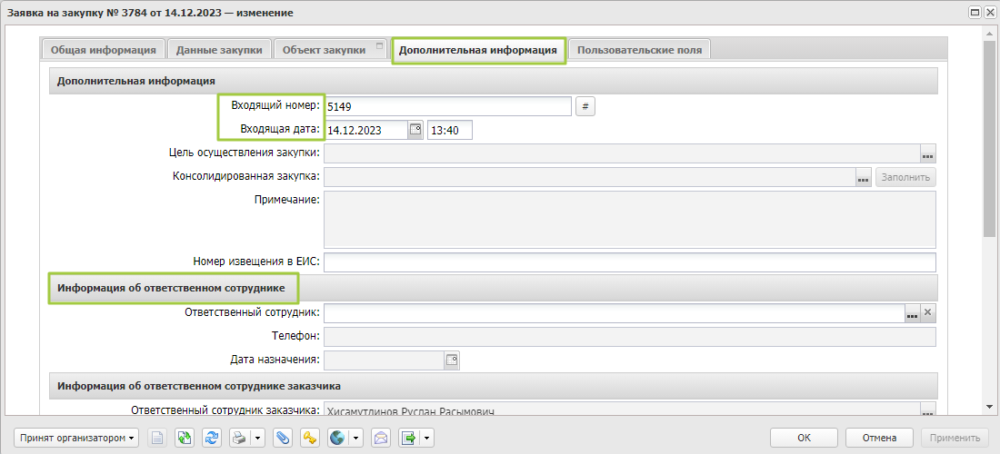 Заявка на закупку № 3784 от 14.12.2023 — изменение
Общая информация Данные закупки Объект закупки Дополнительная информация Пользовательские поля
Дополнительная информация
Входящий номер: 5149 #
Входящая дата: 14.12.2023 13:40
Цель осуществления закупки: ...
Консолидированная закупка: ... Заполнить
Примечание:
Номер извещения в ЕИС:
Информация об ответственном сотруднике
Ответственный сотрудник: ...
Телефон:
Дата назначения:
Информация об ответственном сотруднике заказчика
Ответственный сотрудник заказчика: Хисамутлинов Руслан Расымович ...
Принят организатором ОК Отмена Применить